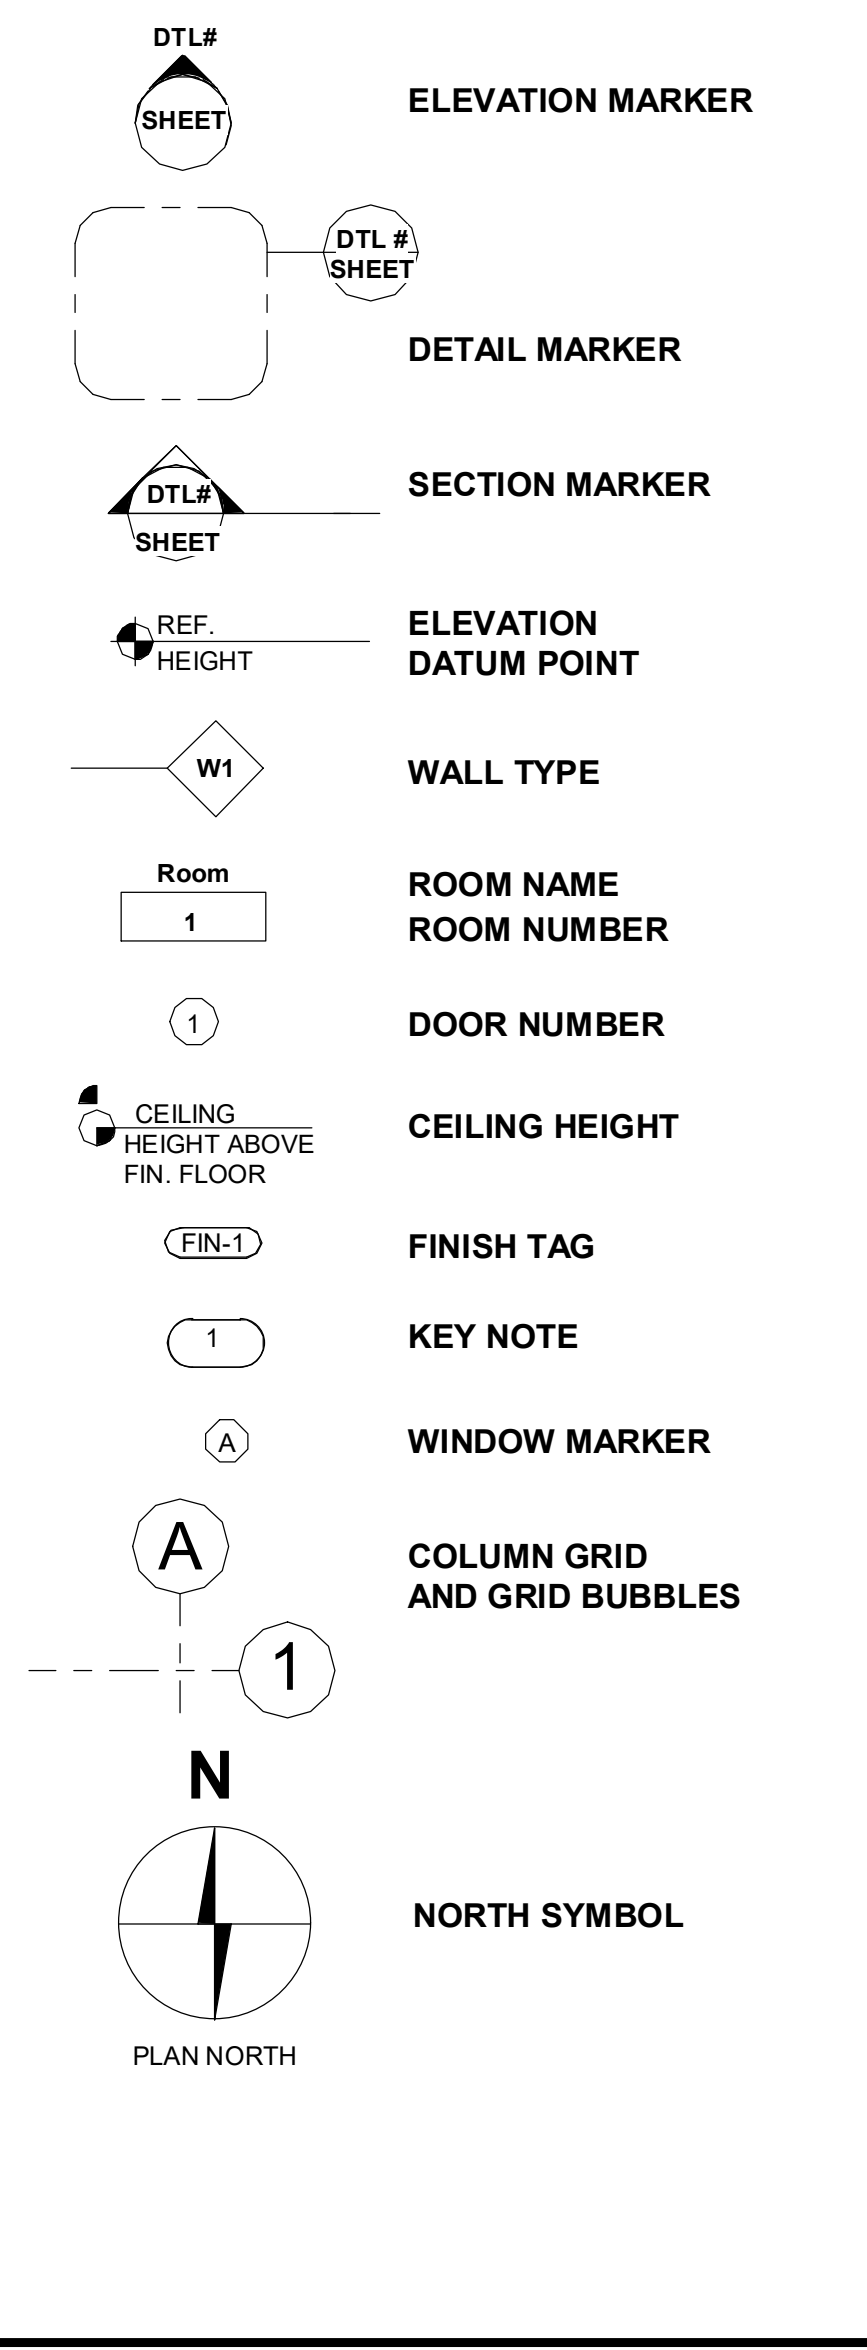 DTL#
SHEET
ELEVATION MARKER
DTL #
SHEET
DETAIL MARKER
DTL#
SHEET
SECTION MARKER
REF.
HEIGHT
ELEVATION
DATUM POINT
W1
WALL TYPE
Room
1
ROOM NAME
ROOM NUMBER
1
DOOR NUMBER
CEILING
HEIGHT ABOVE
FIN. FLOOR
CEILING HEIGHT
FIN-1
FINISH TAG
1
KEY NOTE
A
WINDOW MARKER
A
1
COLUMN GRID
AND GRID BUBBLES
N
PLAN NORTH
NORTH SYMBOL